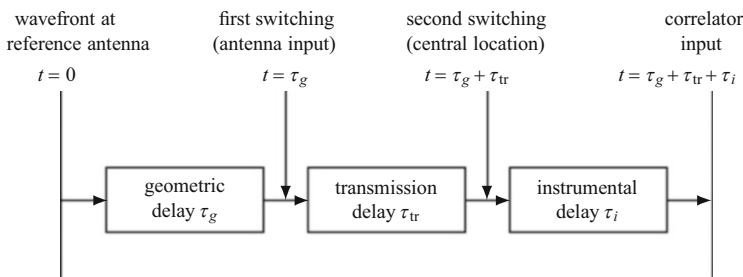 wavefront at
reference antenna
t = 0
first switching
(antenna input)
t = τg
second switching
(central location)
t = τg + τtr
correlator
input
t = τg + τtr + τi
geometric
delay τg
transmission
delay τtr
instrumental
delay τi